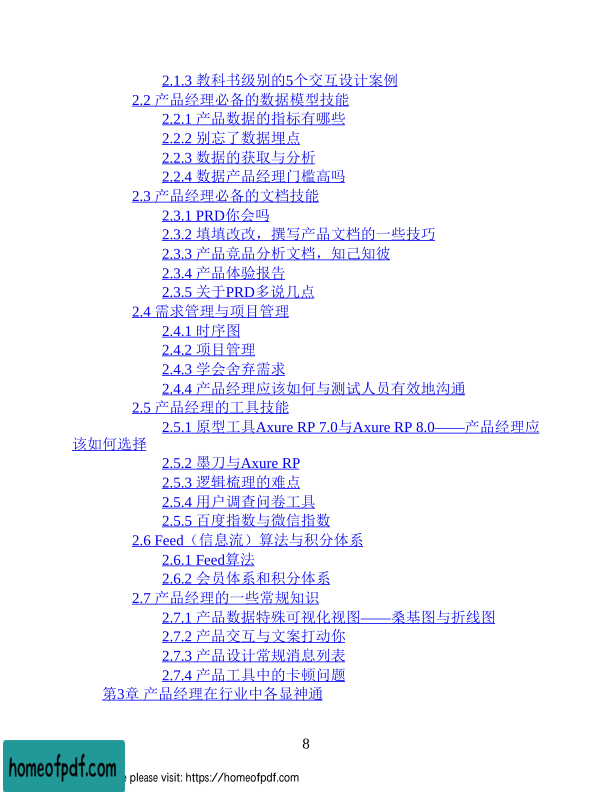 2.1.3 教科书级别的5个交互设计案例
2.2 产品经理必备的数据模型技能
2.2.1 产品数据的指标有哪些
2.2.2 别忘了数据埋点
2.2.3 数据的获取与分析
2.2.4 数据产品经理门槛高吗
2.3 产品经理必备的文档技能
2.3.1 PRD你会吗
2.3.2 填填改改，撰写产品文档的一些技巧
2.3.3 产品竞品分析文档，知己知彼
2.3.4 产品体验报告
2.3.5 关于PRD多说几点
2.4 需求管理与项目管理
2.4.1 时序图
2.4.2 项目管理
2.4.3 学会舍弃需求
2.4.4 产品经理应该如何与测试人员有效地沟通
2.5 产品经理的工具技能
2.5.1 原型工具Axure RP 7.0与Axure RP 8.0——产品经理应
该如何选择
2.5.2 墨刀与Axure RP
2.5.3 逻辑梳理的难点
2.5.4 用户调查问卷工具
2.5.5 百度指数与微信指数
2.6 Feed（信息流）算法与积分体系
2.6.1 Feed算法
2.6.2 会员体系和积分体系
2.7 产品经理的一些常规知识
2.7.1 产品数据特殊可视化视图——桑基图与折线图
2.7.2 产品交互与文案打动你
2.7.3 产品设计常规消息列表
2.7.4 产品工具中的卡顿问题
第3章 产品经理在行业中各显神通
8
homeofpdf.com
please visit: https://homeofpdf.com